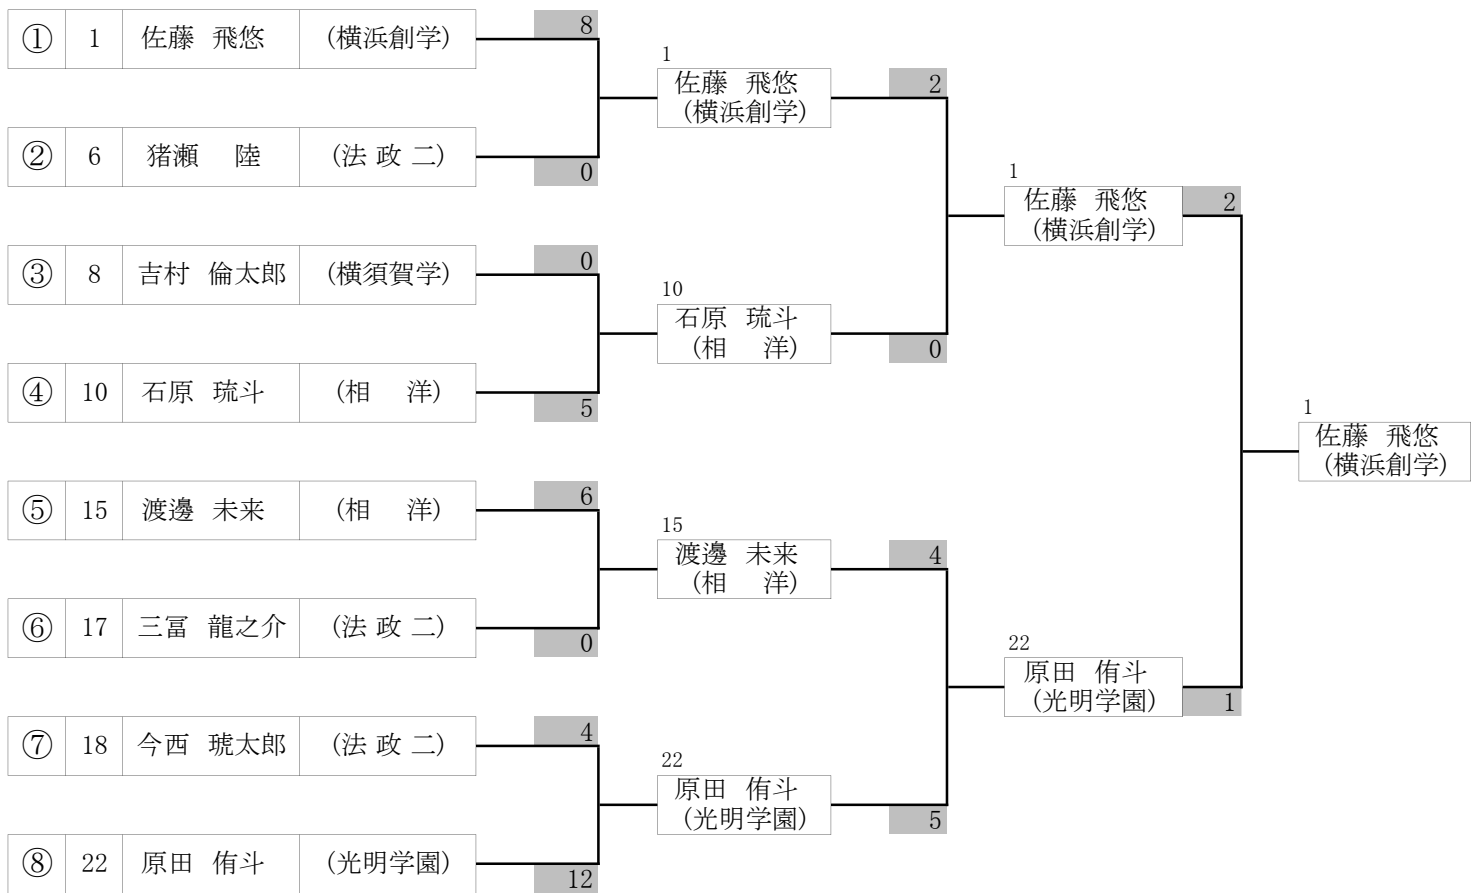 ① 1 佐藤 飛悠 (横浜創学) 8
1
佐藤 飛悠
(横浜創学) 2
② 6 猪瀬 陸 (法 政 二) 0
1
佐藤 飛悠
(横浜創学) 2
③ 8 吉村 倫太郎 (横須賀学) 0
10
石原 琉斗
(相 洋) 0
④ 10 石原 琉斗 (相 洋) 5
1
佐藤 飛悠
(横浜創学)
⑤ 15 渡邊 未来 (相 洋) 6
15
渡邊 未来
(相 洋) 4
⑥ 17 三冨 龍之介 (法 政 二) 0
22
原田 侑斗
(光明学園) 1
⑦ 18 今西 琥太郎 (法 政 二) 4
22
原田 侑斗
(光明学園) 5
⑧ 22 原田 侑斗 (光明学園) 12